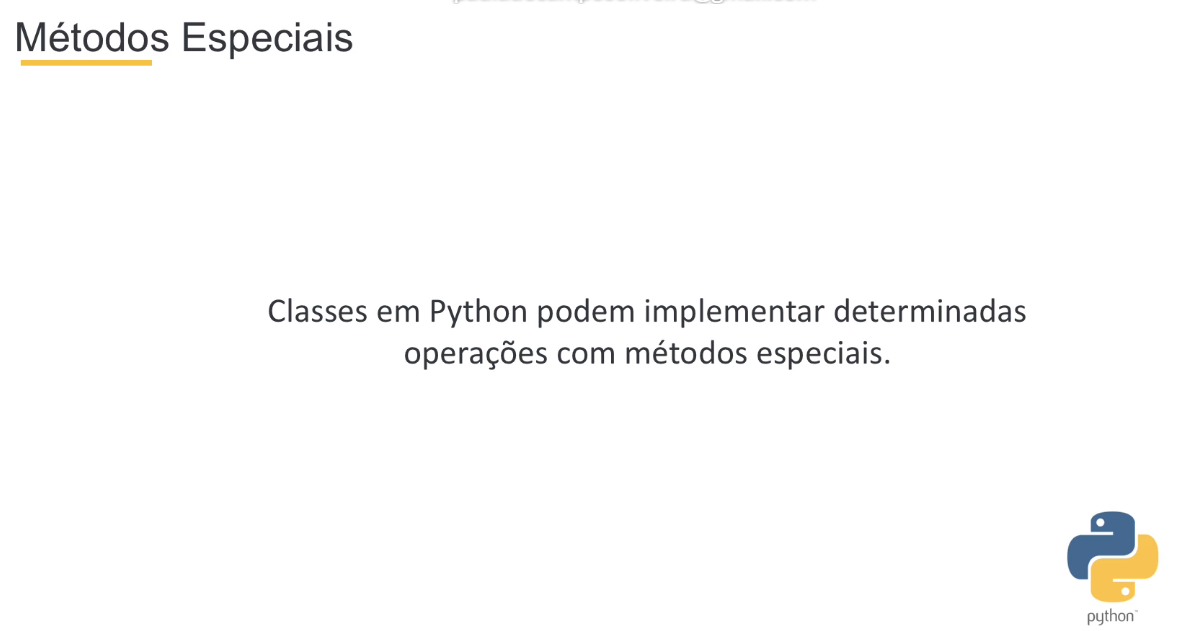 Métodos Especiais
Classes em Python podem implementar determinadas
operações com métodos especiais.
python